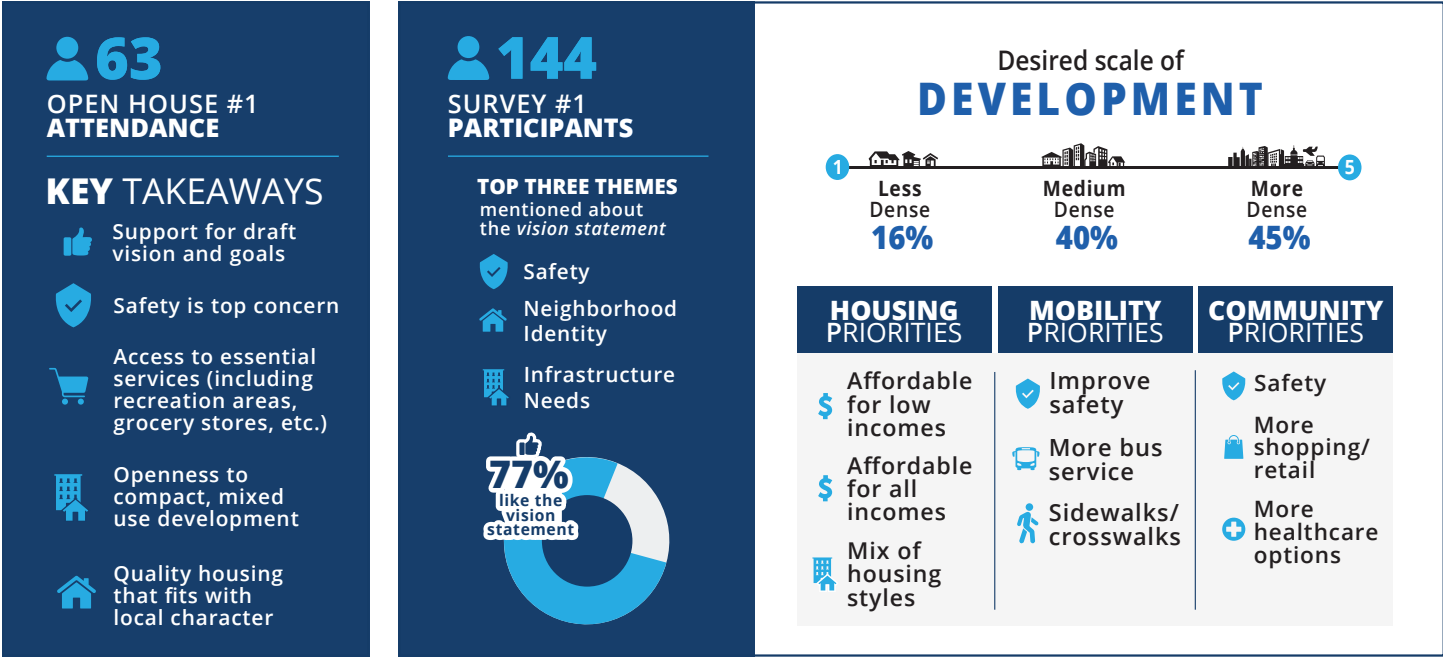 63
OPEN HOUSE #1
ATTENDANCE
KEY TAKEAWAYS
Support for draft
vision and goals
Safety is top concern
Access to essential
services (including
recreation areas,
grocery stores, etc.)
Openness to
compact, mixed
use development
Quality housing
that fits with
local character
144
SURVEY #1
PARTICIPANTS
TOP THREE THEMES
mentioned about
the vision statement
Safety
Neighborhood
Identity
Infrastructure
Needs
77%
like the
vision
statement
Desired scale of
DEVELOPMENT
1
5
Less
Dense
16%
Medium
Dense
40%
More
Dense
45%
HOUSING
PRIORITIES
Affordable
for low
incomes
Affordable
for all
incomes
Mix of
housing
styles
MOBILITY
PRIORITIES
Improve
safety
More bus
service
Sidewalks/
crosswalks
COMMUNITY
PRIORITIES
Safety
More
shopping/
retail
More
healthcare
options